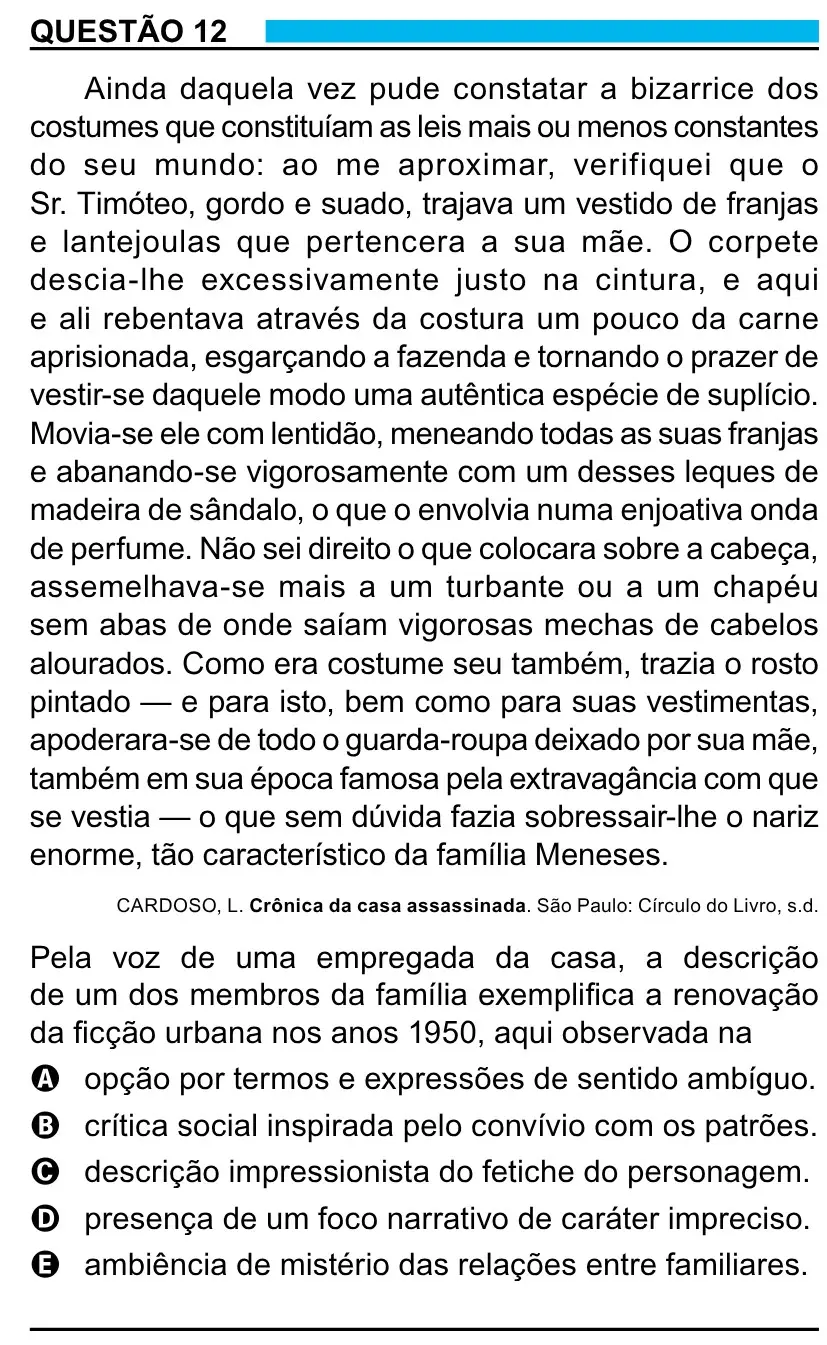 QUESTÃO 12
Ainda daquela vez pude constatar a bizarrice dos
costumes que constituíam as leis mais ou menos constantes
do seu mundo: ao me aproximar, verifiquei que o
Sr. Timóteo, gordo e suado, trajava um vestido de franjas
e lantejoulas que pertencera a sua mãe. O corpete
descia-lhe excessivamente justo na cintura, e aqui
e ali rebentava através da costura um pouco da carne
aprisionada, esgarçando a fazenda e tornando o prazer de
vestir-se daquele modo uma autêntica espécie de suplício.
Movia-se ele com lentidão, meneando todas as suas franjas
e abanando-se vigorosamente com um desses leques de
madeira de sândalo, o que o envolvia numa enjoativa onda
de perfume. Não sei direito o que colocara sobre a cabeça,
assemelhava-se mais a um turbante ou a um chapéu
sem abas de onde saíam vigorosas mechas de cabelos
alourados. Como era costume seu também, trazia o rosto
pintado — e para isto, bem como para suas vestimentas,
apoderara-se de todo o guarda-roupa deixado por sua mãe,
também em sua época famosa pela extravagância com que
se vestia — o que sem dúvida fazia sobressair-lhe o nariz
enorme, tão característico da família Meneses.
CARDOSO, L. Crônica da casa assassinada. São Paulo: Círculo do Livro, s.d.
Pela voz de uma empregada da casa, a descrição
de um dos membros da família exemplifica a renovação
da ficção urbana nos anos 1950, aqui observada na
A opção por termos e expressões de sentido ambíguo.
B crítica social inspirada pelo convívio com os patrões.
C descrição impressionista do fetiche do personagem.
D presença de um foco narrativo de caráter impreciso.
E ambiência de mistério das relações entre familiares.